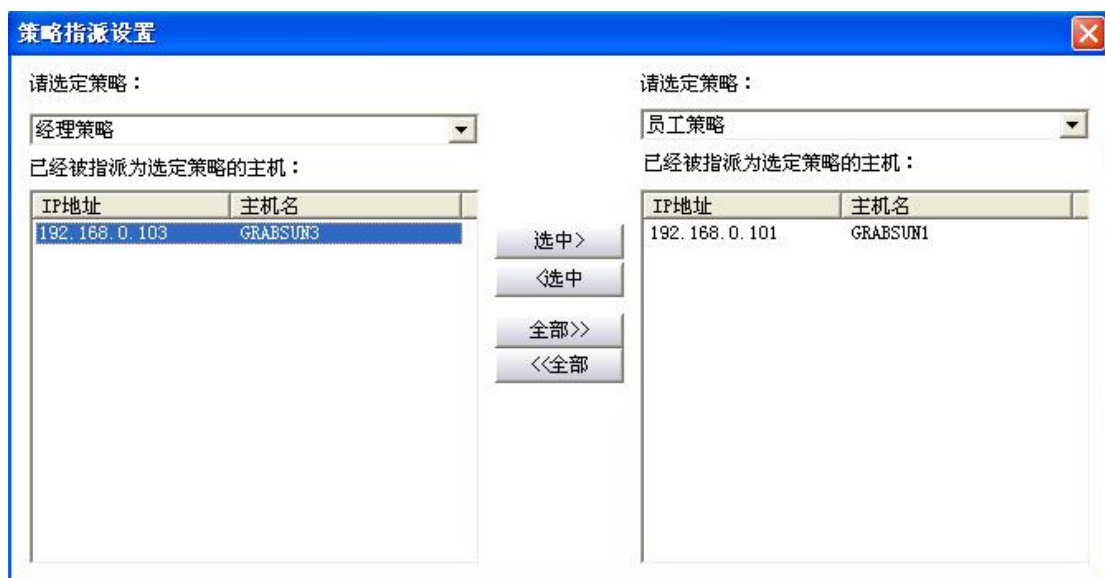 策略指派设置
请选定策略：
经理策略
已经被指派为选定策略的主机：
IP地址 主机名
192.168.0.103 GRABSUN3
选中>
<选中
全部>>
<<全部
请选定策略：
员工策略
已经被指派为选定策略的主机：
IP地址 主机名
192.168.0.101 GRABSUN1